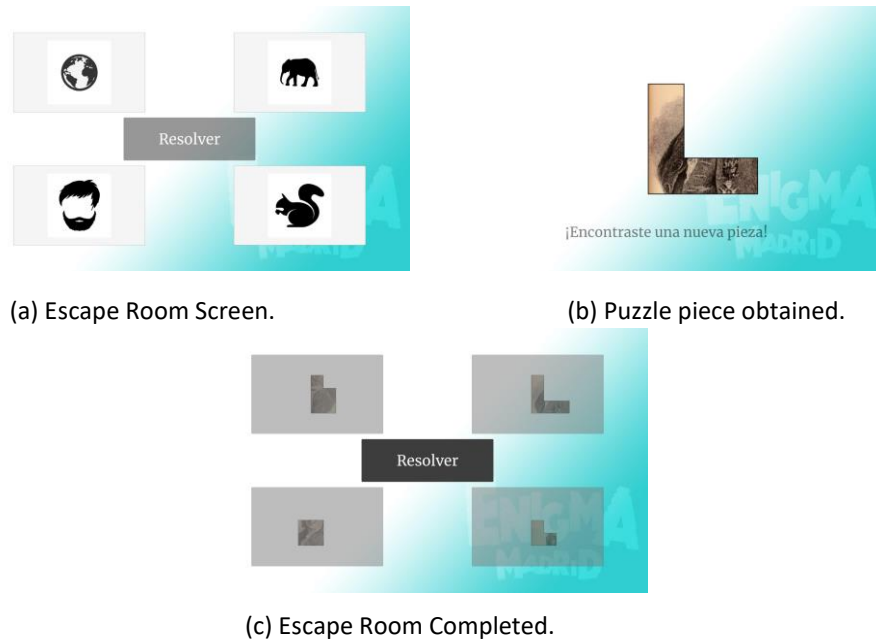 Resolver
ENIGMA
MADRID
(a) Escape Room Screen.
¡Encontraste una nueva pieza!
ENIGMA
MADRID
(b) Puzzle piece obtained.
Resolver
ENIGMA
MADRID
(c) Escape Room Completed.